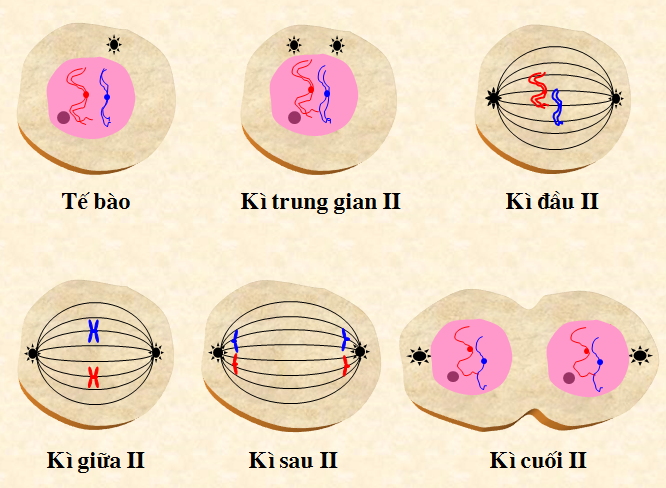 Tế bào
Kì trung gian II
Kì đầu II
Kì giữa II
Kì sau II
Kì cuối II